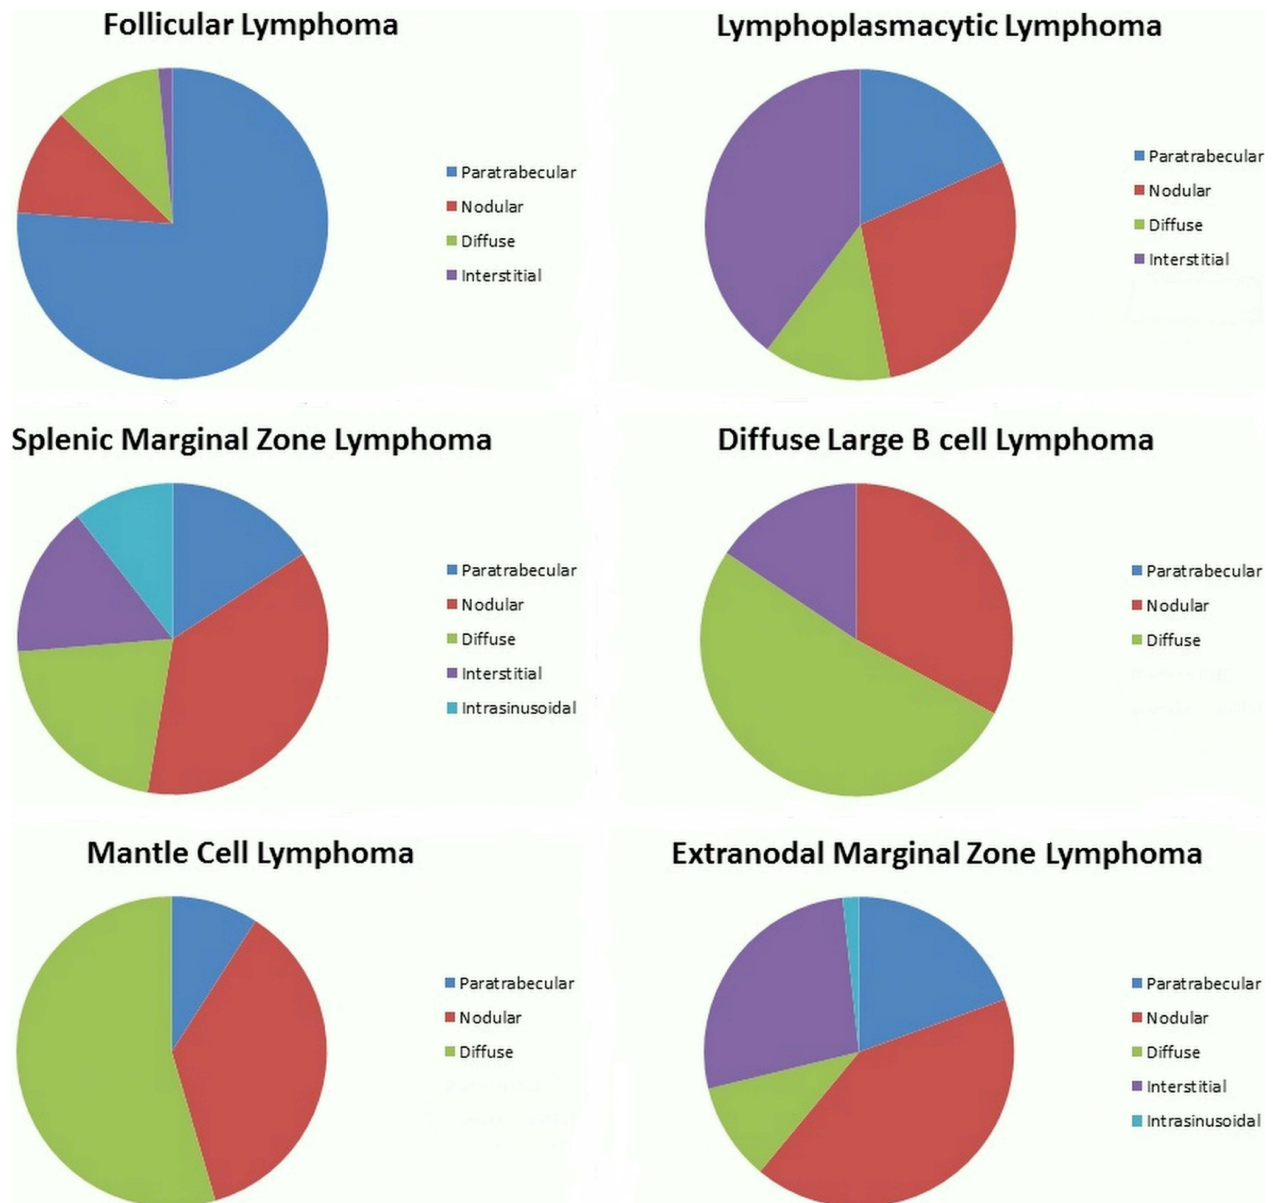 Follicular Lymphoma
Paratrabecular
Nodular
Diffuse
Interstitial
Lymphoplasmacytic Lymphoma
Paratrabecular
Nodular
Diffuse
Interstitial
Splenic Marginal Zone Lymphoma
Paratrabecular
Nodular
Diffuse
Interstitial
Intrasinusoidal
Diffuse Large B cell Lymphoma
Paratrabecular
Nodular
Diffuse
Mantle Cell Lymphoma
Paratrabecular
Nodular
Diffuse
Extranodal Marginal Zone Lymphoma
Paratrabecular
Nodular
Diffuse
Interstitial
Intrasinusoidal